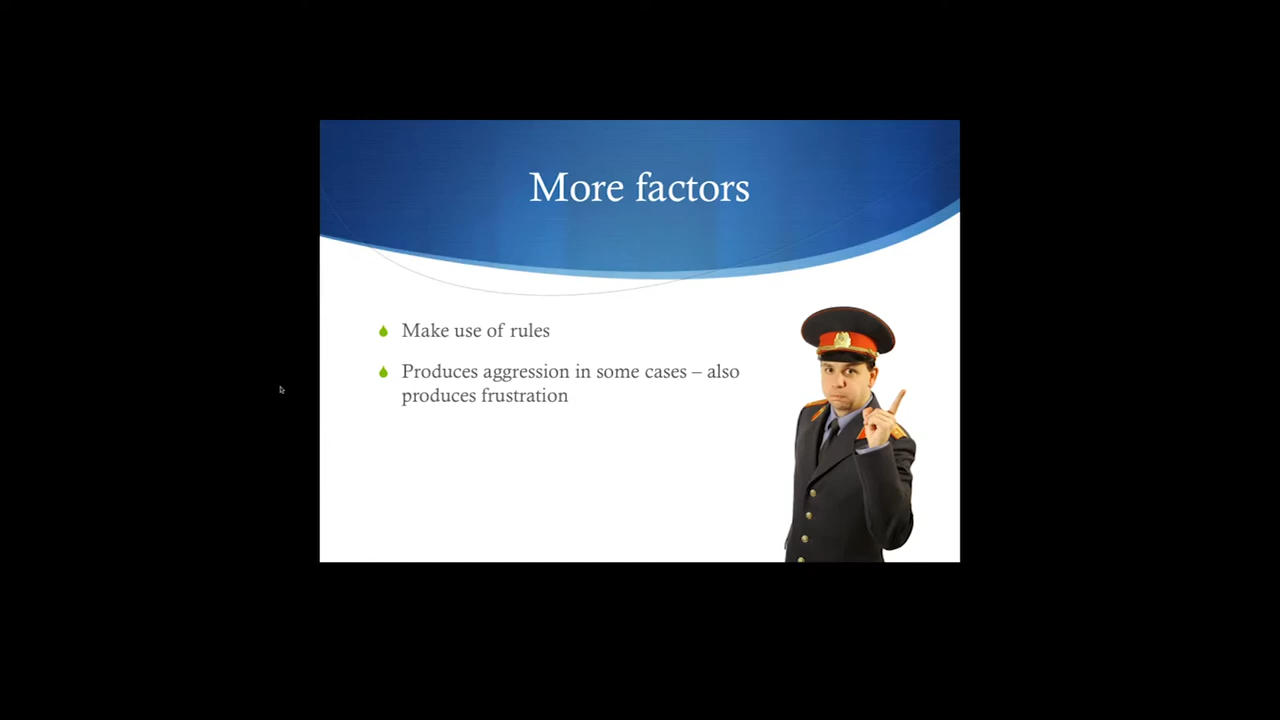 More factors
Make use of rules
Produces aggression in some cases – also
produces frustration